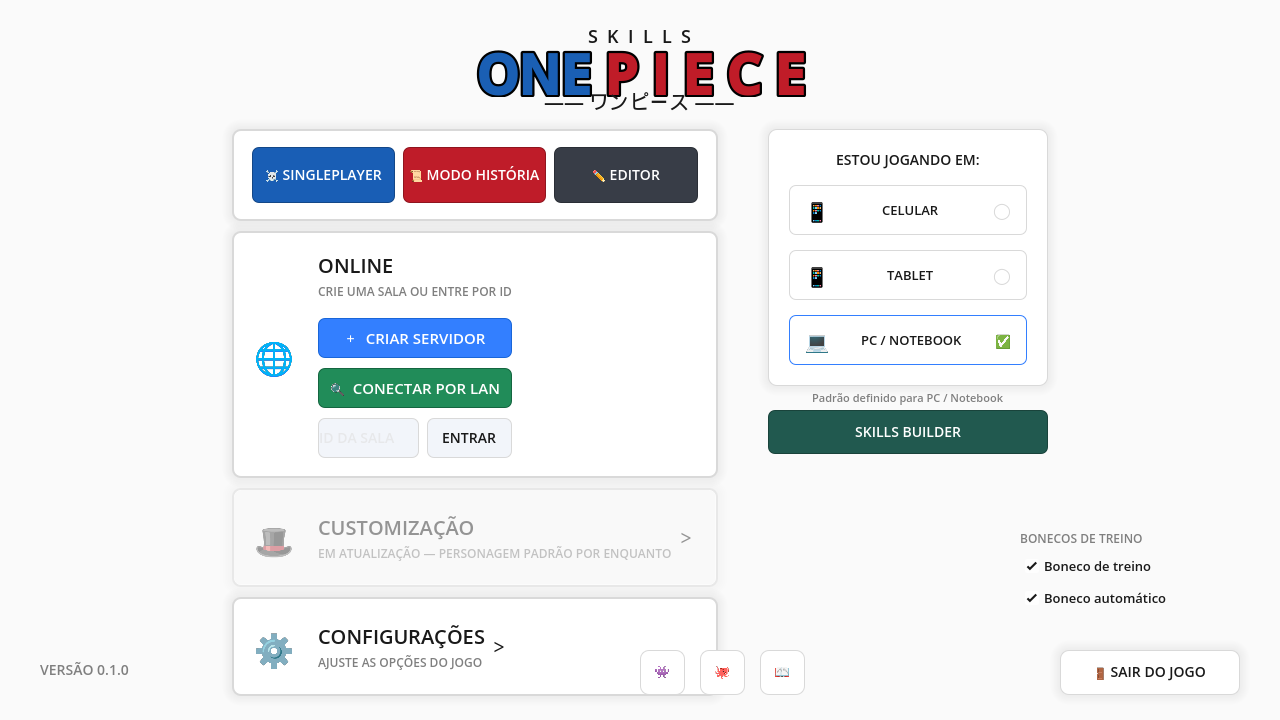 SKILLS
ONE PIECE
—— ワンピース ——
☠️ SINGLEPLAYER
📜 MODO HISTÓRIA
✏️ EDITOR
ONLINE
CRIE UMA SALA OU ENTRE POR ID
+ CRIAR SERVIDOR
CONECTAR POR LAN
ID DA SALA
ENTRAR
CUSTOMIZAÇÃO
EM ATUALIZAÇÃO — PERSONAGEM PADRÃO POR ENQUANTO
>
CONFIGURAÇÕES
AJUSTE AS OPÇÕES DO JOGO
>
ESTOU JOGANDO EM:
CELULAR
TABLET
PC / NOTEBOOK
Padrão definido para PC / Notebook
SKILLS BUILDER
BONECOS DE TREINO
Boneco de treino
Boneco automático
VERSÃO 0.1.0
SAIR DO JOGO